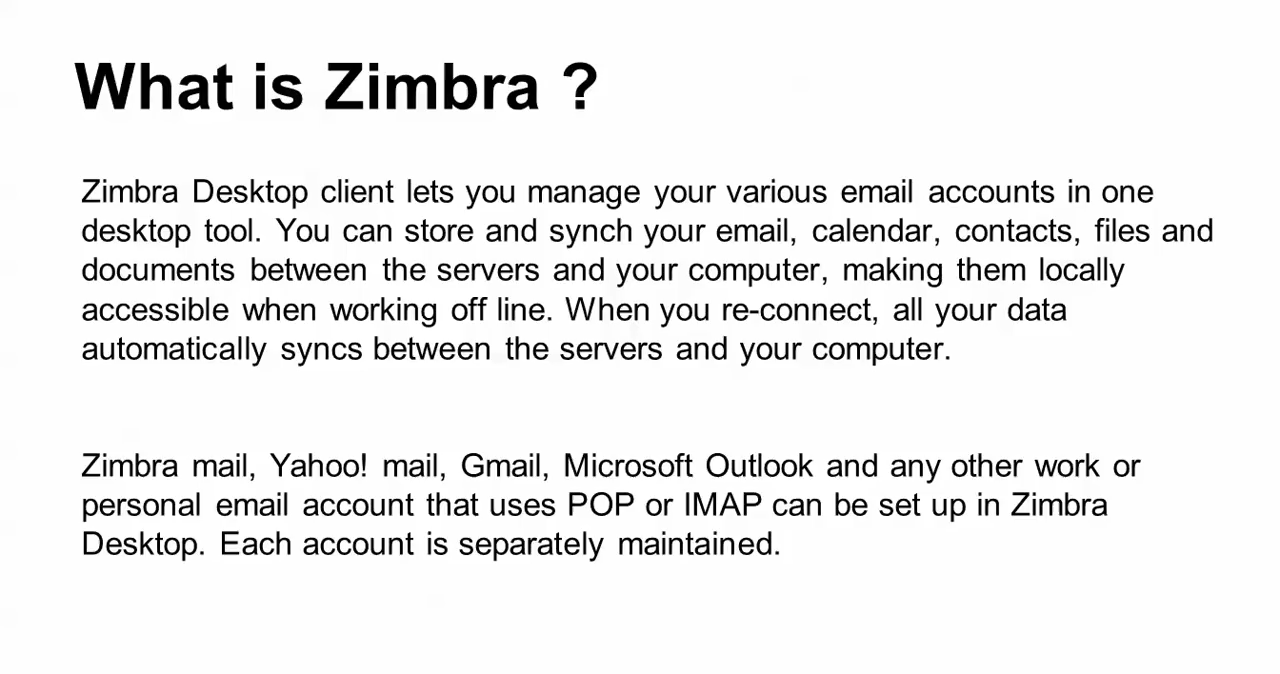 What is Zimbra ?
Zimbra Desktop client lets you manage your various email accounts in one
desktop tool. You can store and synch your email, calendar, contacts, files and
documents between the servers and your computer, making them locally
accessible when working off line. When you re-connect, all your data
automatically syncs between the servers and your computer.
Zimbra mail, Yahoo! mail, Gmail, Microsoft Outlook and any other work or
personal email account that uses POP or IMAP can be set up in Zimbra
Desktop. Each account is separately maintained.